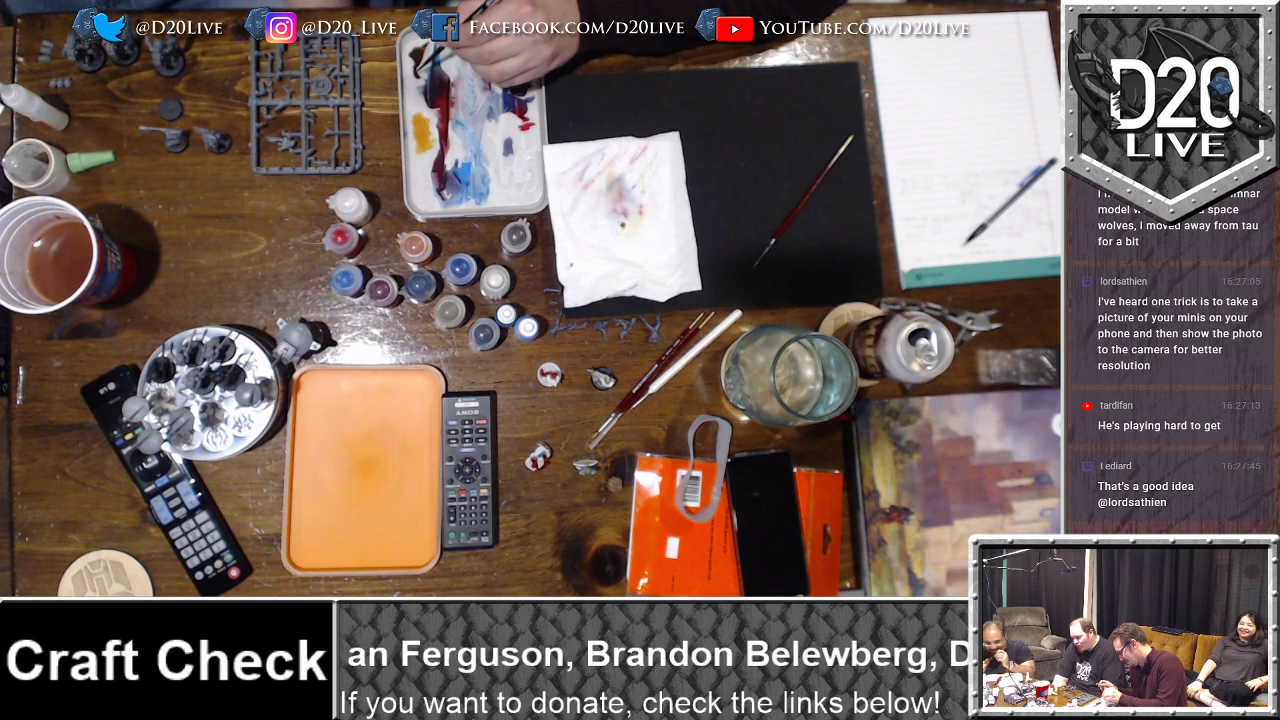 @D20Live
@D20_Live
Facebook.com/d20live
YouTube.com/D20Live
D20
LIVE
model
space
wolves, i moved away from tau
for a bit
lordsathien 16:27:05
I've heard one trick is to take a
picture of your minis on your
phone and then show the photo
to the camera for better
resolution
tardifan 16:27:13
He's playing hard to get
Lediard 16:27:45
That's a good idea
@lordsathien
SONY
Craft Check
an Ferguson, Brandon Belewberg, D
If you want to donate, check the links below!